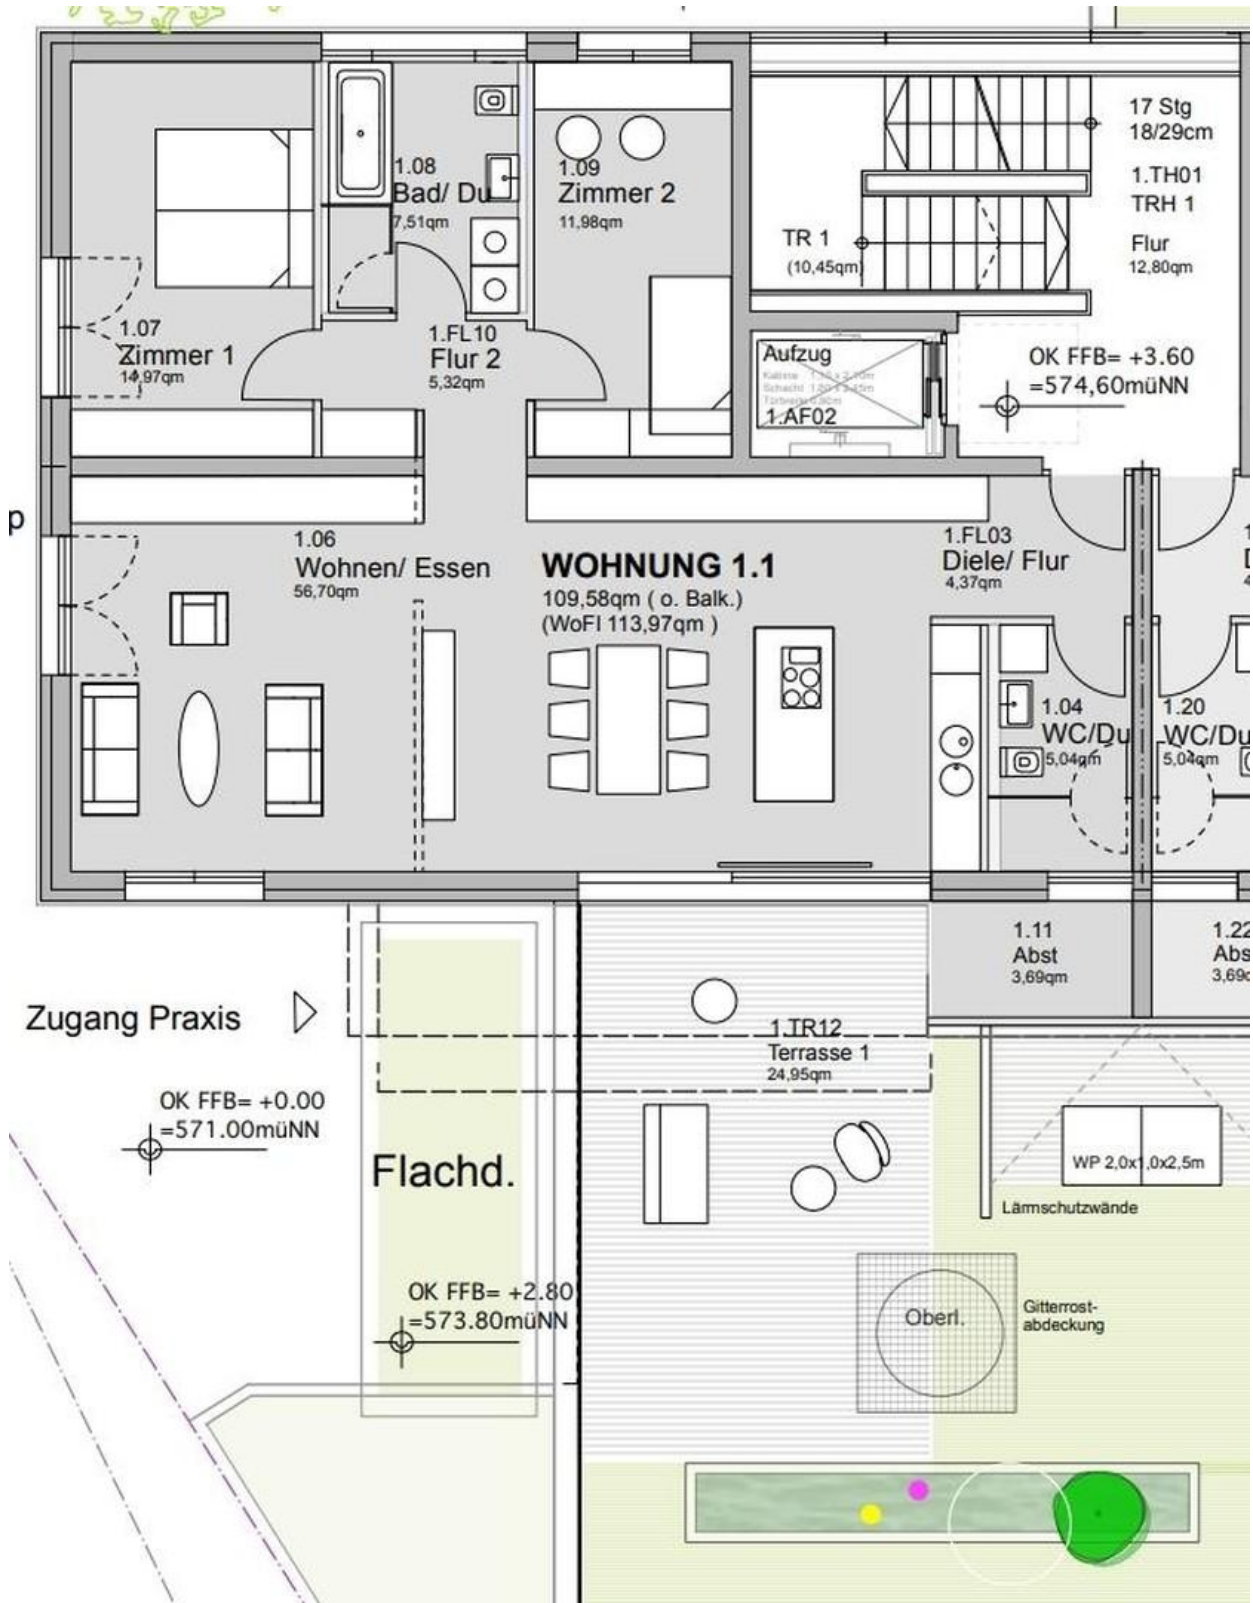 17 Stg
18/29cm
1.TH01
TRH 1
Flur
12,80qm
TR 1
(10,45qm)
1.08
Bad/ Du
7,51qm
1.09
Zimmer 2
11,98qm
1.07
Zimmer 1
14,97qm
1.FL10
Flur 2
5,32qm
Aufzug
1.AF02
OK FFB= +3.60
=574,60müNN
p
1.06
Wohnen/ Essen
56,70qm
WOHNUNG 1.1
109,58qm ( o. Balk.)
(WoFl 113,97qm )
1.FL03
Diele/ Flur
4,37qm
1.04
WC/Du
5,04qm
1.20
WC/Du
5,04qm
1.11
Abst
3,69qm
1.22
Abs
3,69q
Zugang Praxis
1.TR12
Terrasse 1
24,95qm
OK FFB= +0.00
=571.00müNN
Flachd.
WP 2,0x1,0x2,5m
Lärmschutzwände
OK FFB= +2.80
=573.80müNN
Oberl.
Gitterrost-
abdeckung